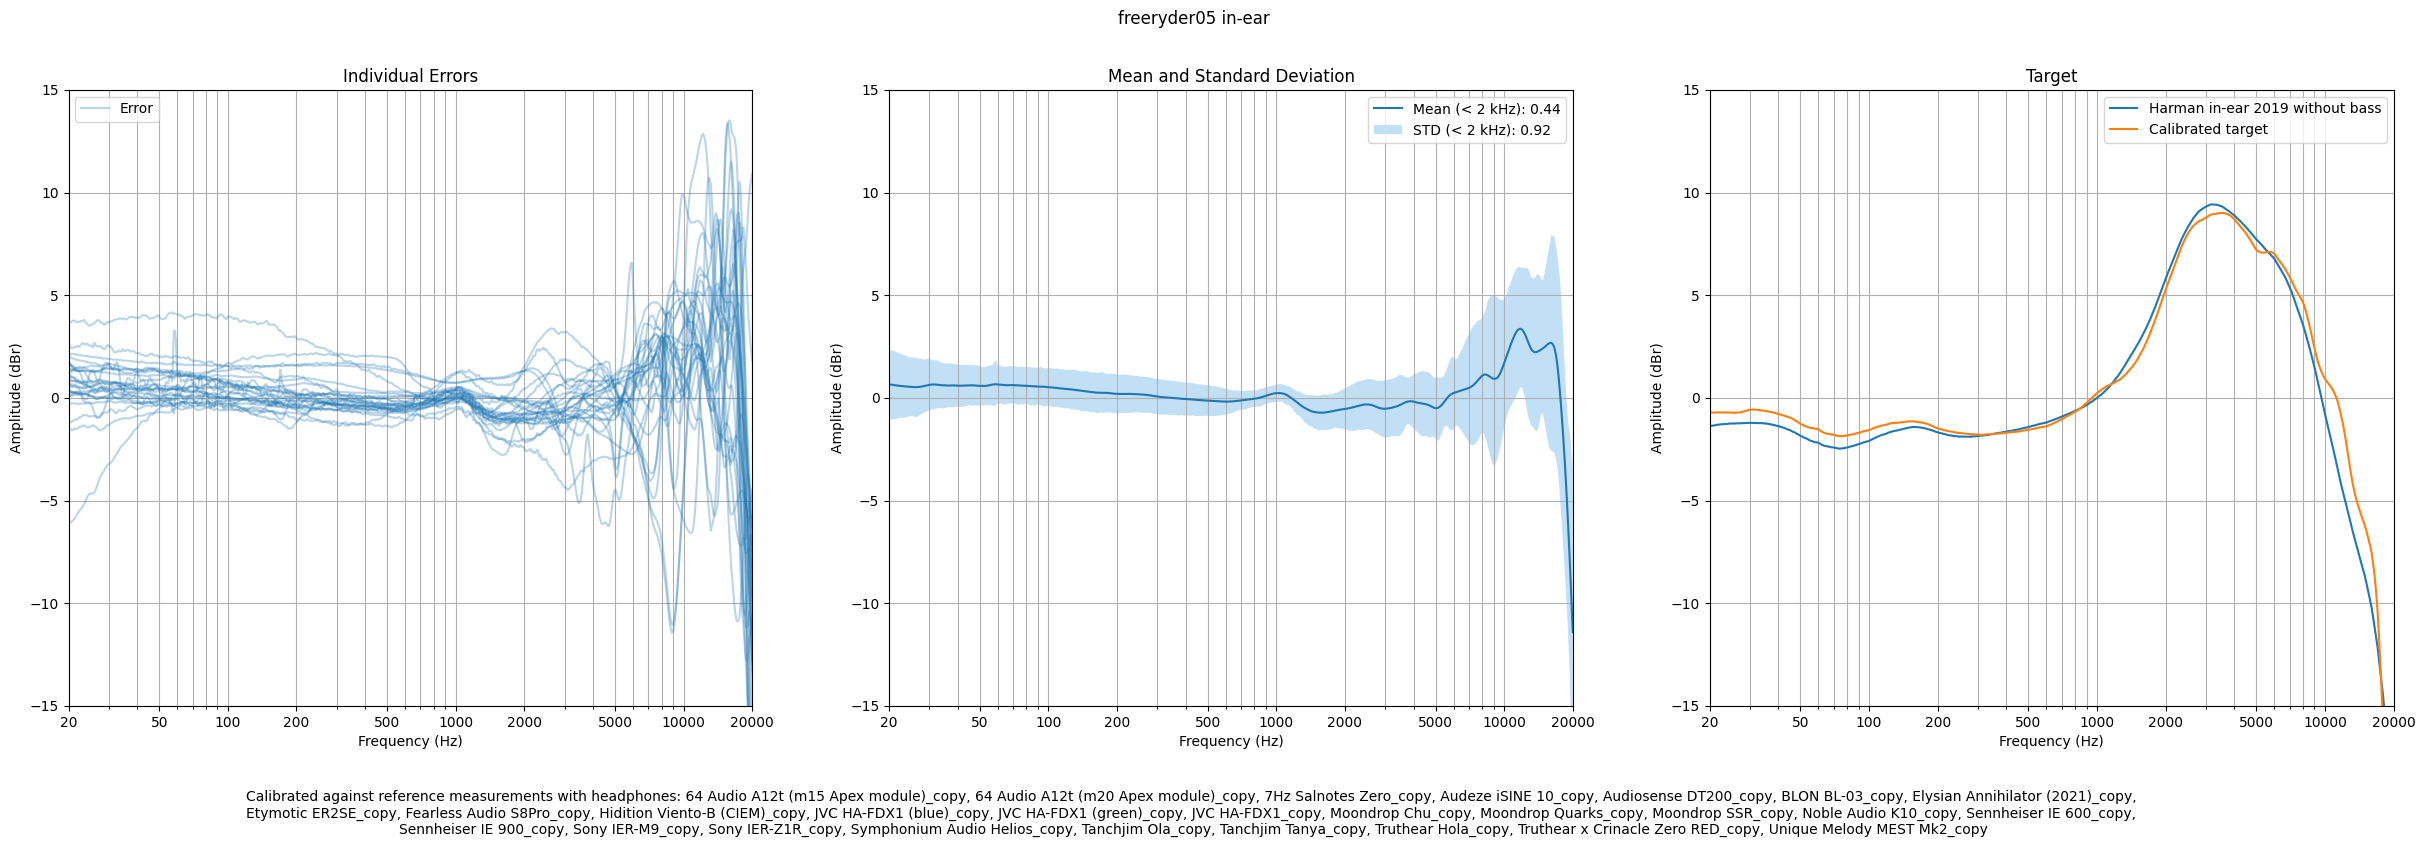 freeryder05 in-ear
Individual Errors
Error
15
10
5
0
−5
−10
−15
Amplitude (dBr)
20 50 100 200 500 1000 2000 5000 10000 20000
Frequency (Hz)
Mean and Standard Deviation
Mean (< 2 kHz): 0.44
STD (< 2 kHz): 0.92
15
10
5
0
−5
−10
−15
Amplitude (dBr)
20 50 100 200 500 1000 2000 5000 10000 20000
Frequency (Hz)
Target
Harman in-ear 2019 without bass
Calibrated target
15
10
5
0
−5
−10
−15
Amplitude (dBr)
20 50 100 200 500 1000 2000 5000 10000 20000
Frequency (Hz)
Calibrated against reference measurements with headphones: 64 Audio A12t (m15 Apex module)_copy, 64 Audio A12t (m20 Apex module)_copy, 7Hz Salnotes Zero_copy, Audeze iSINE 10_copy, Audiosense DT200_copy, BLON BL-03_copy, Elysian Annihilator (2021)_copy,
Etymotic ER2SE_copy, Fearless Audio S8Pro_copy, Hidition Viento-B (CIEM)_copy, JVC HA-FDX1 (blue)_copy, JVC HA-FDX1 (green)_copy, JVC HA-FDX1_copy, Moondrop Chu_copy, Moondrop Quarks_copy, Moondrop SSR_copy, Noble Audio K10_copy, Sennheiser IE 600_copy,
Sennheiser IE 900_copy, Sony IER-M9_copy, Sony IER-Z1R_copy, Symphonium Audio Helios_copy, Tanchjim Ola_copy, Tanchjim Tanya_copy, Truthear Hola_copy, Truthear x Crinacle Zero RED_copy, Unique Melody MEST Mk2_copy